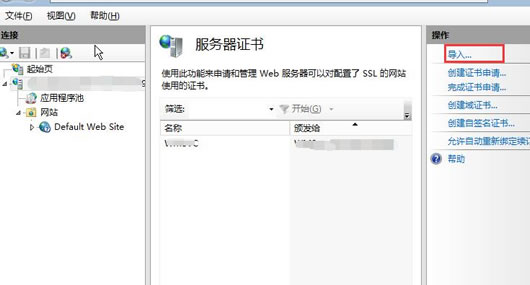 文件(F) 视图(V) 帮助(H)
连接
起始页
应用程序池
网站
Default Web Site
服务器证书
使用此功能来申请和管理 Web 服务器可以对配置了 SSL 的网站
使用的证书。
筛选: 开始(G)
名称 颁发给
操作
导入...
创建证书申请...
完成证书申请...
创建域证书...
创建自签名证书...
允许自动重新绑定续订
帮助